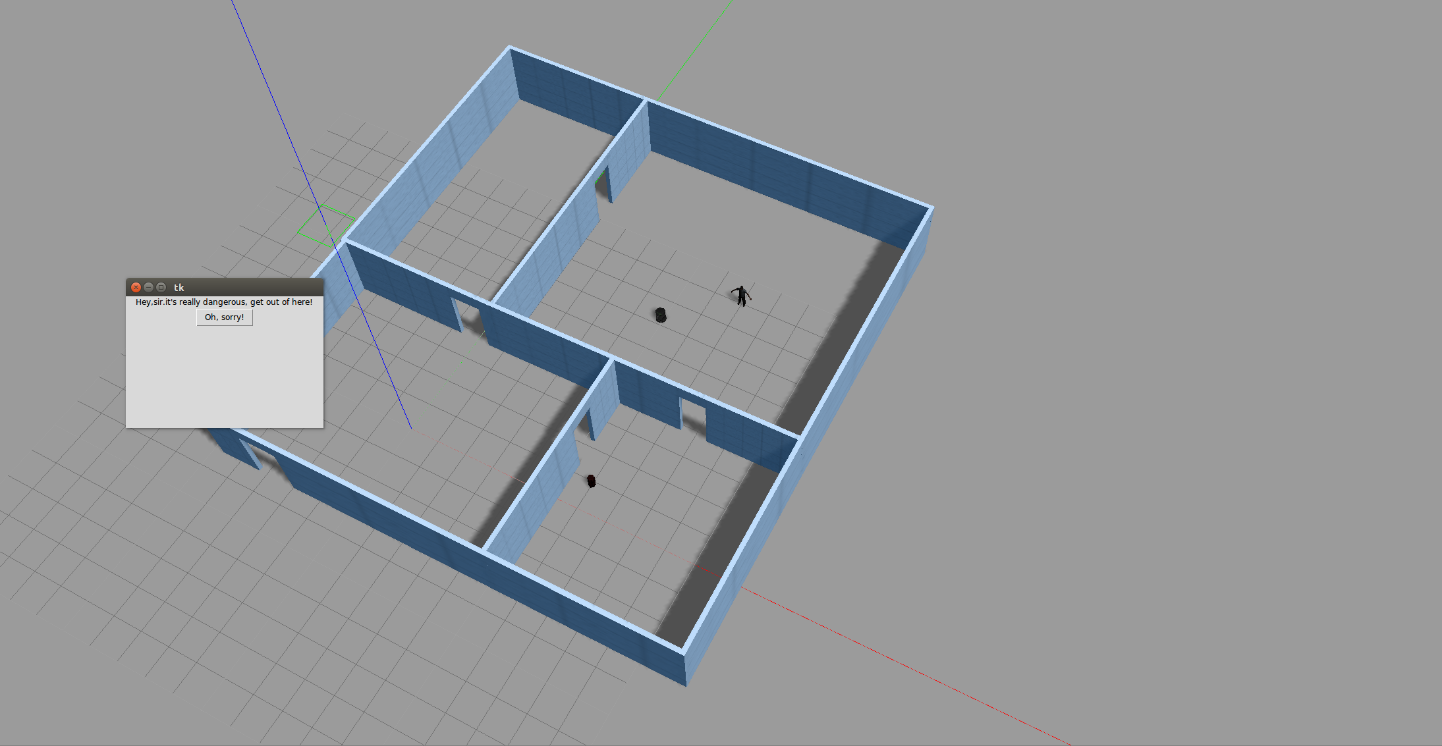 tk
Hey,sir.it's really dangerous, get out of here!
Oh, sorry!